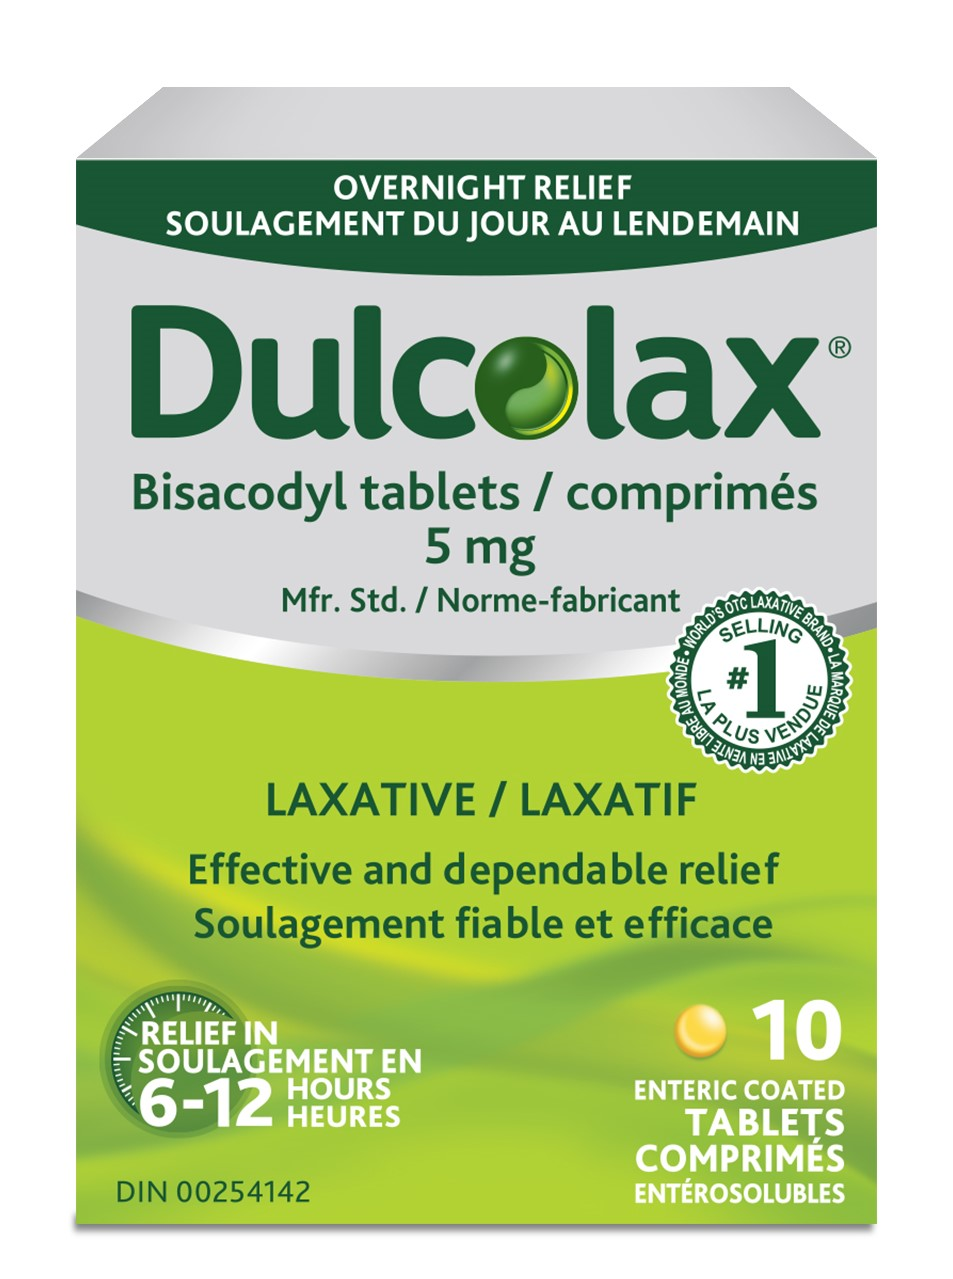 OVERNIGHT RELIEF
SOULAGEMENT DU JOUR AU LENDEMAIN
Dulcolax®
Bisacodyl tablets / comprimés
5 mg
Mfr. Std. / Norme-fabricant
WORLD'S OTC LAXATIVE BRAND • LA MARQUE DE LAXATIF EN VENTE LIBRE AU MONDE •
SELLING
#1
LA PLUS VENDUE
LAXATIVE / LAXATIF
Effective and dependable relief
Soulagement fiable et efficace
RELIEF IN
SOULAGEMENT EN
6-12 HOURS
HEURES
10
ENTERIC COATED
TABLETS
COMPRIMÉS
ENTÉROSOLUBLES
DIN 00254142